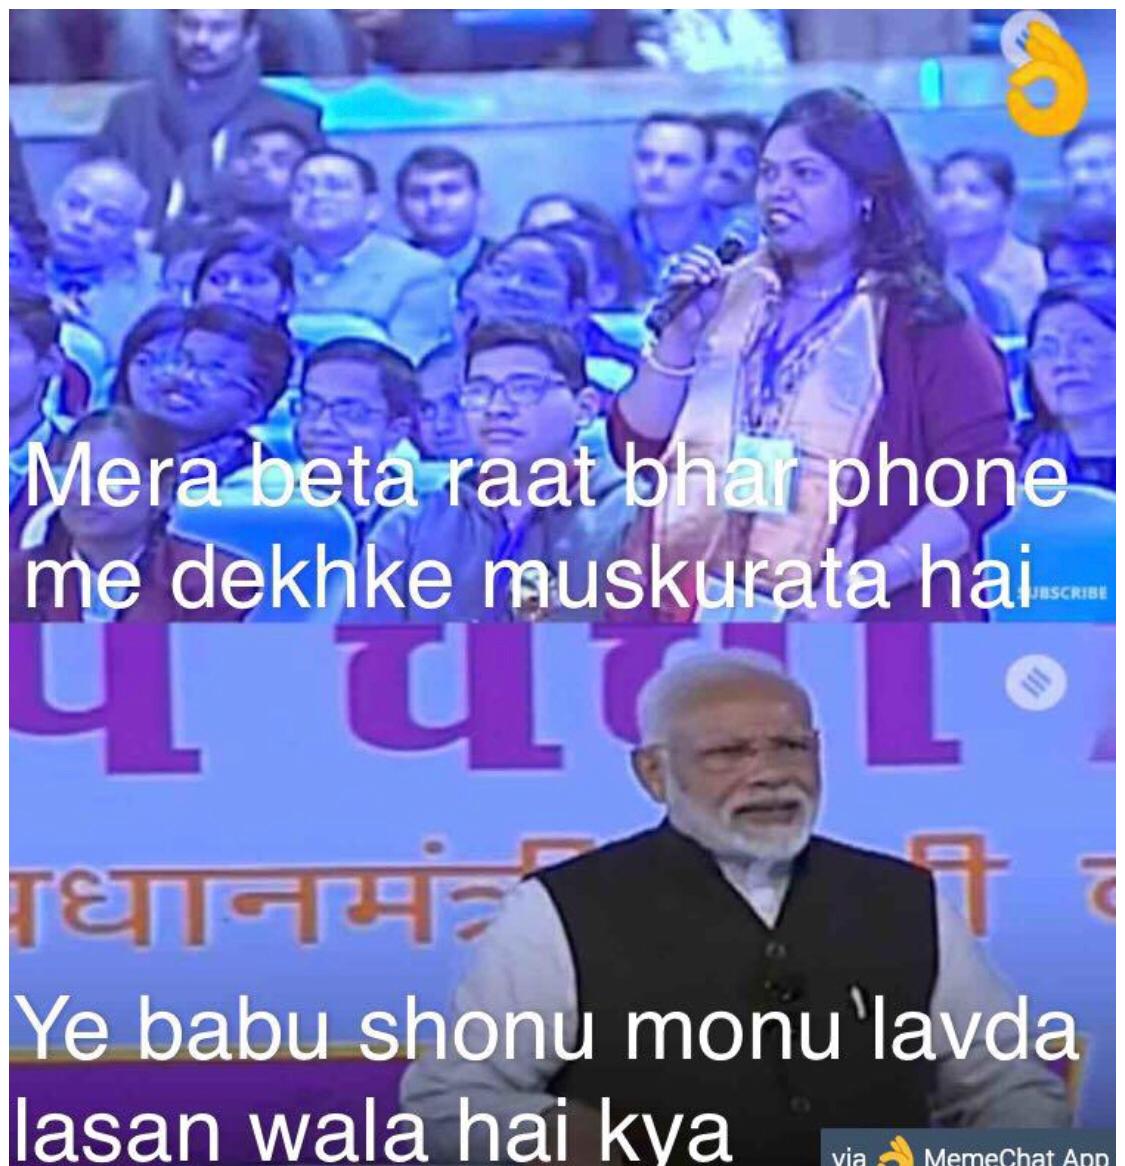 SUBSCRIBE
Mera beta raat bhar phone
me dekhke muskurata hai
Ye babu shonu monu lavda
lasan wala hai kya
via 👌 MemeChat App